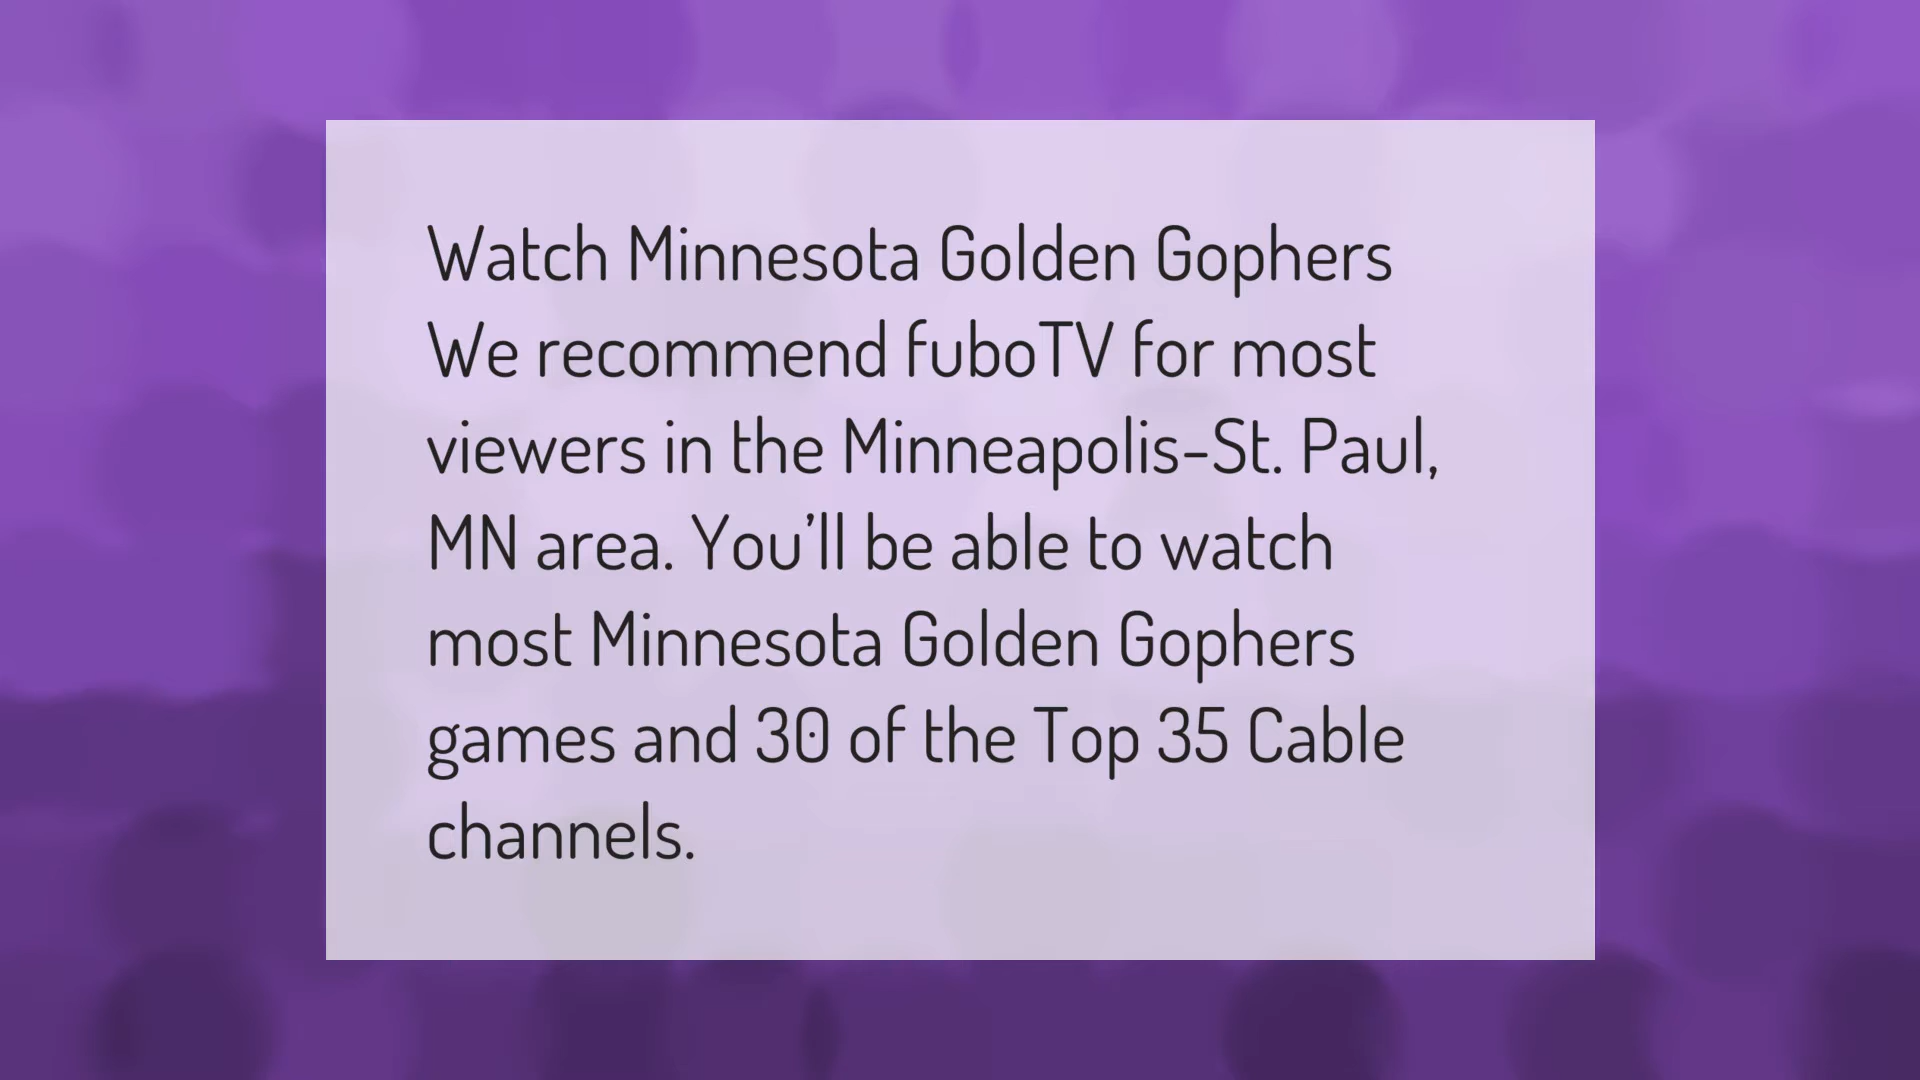 Watch Minnesota Golden Gophers
We recommend fuboTV for most
viewers in the Minneapolis-St. Paul,
MN area. You’ll be able to watch
most Minnesota Golden Gophers
games and 30 of the Top 35 Cable
channels.